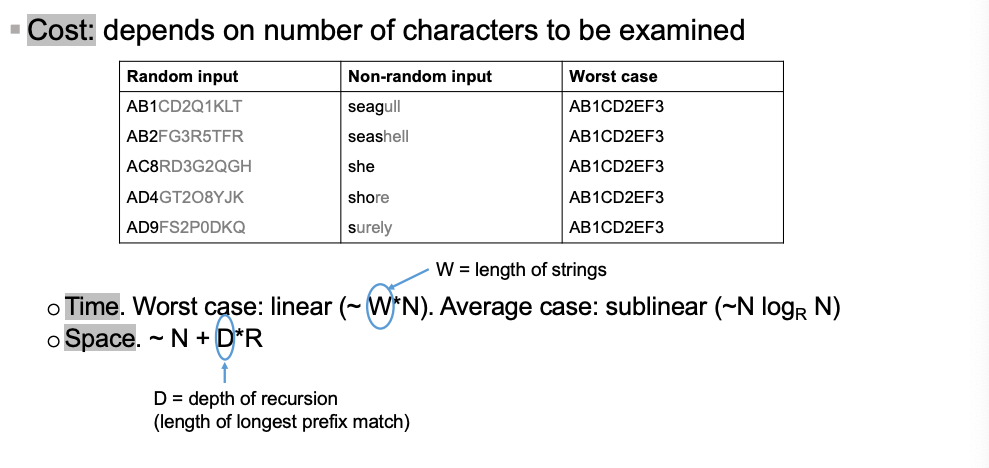 ▪ Cost: depends on number of characters to be examined
Random input Non-random input Worst case
AB1CD2Q1KLT seagull AB1CD2EF3
AB2FG3R5TFR seashell AB1CD2EF3
AC8RD3G2QGH she AB1CD2EF3
AD4GT2O8YJK shore AB1CD2EF3
AD9FS2P0DKQ surely AB1CD2EF3
W = length of strings
o Time. Worst case: linear (~ W*N). Average case: sublinear (~N logR N)
o Space. ~ N + D*R
D = depth of recursion
(length of longest prefix match)